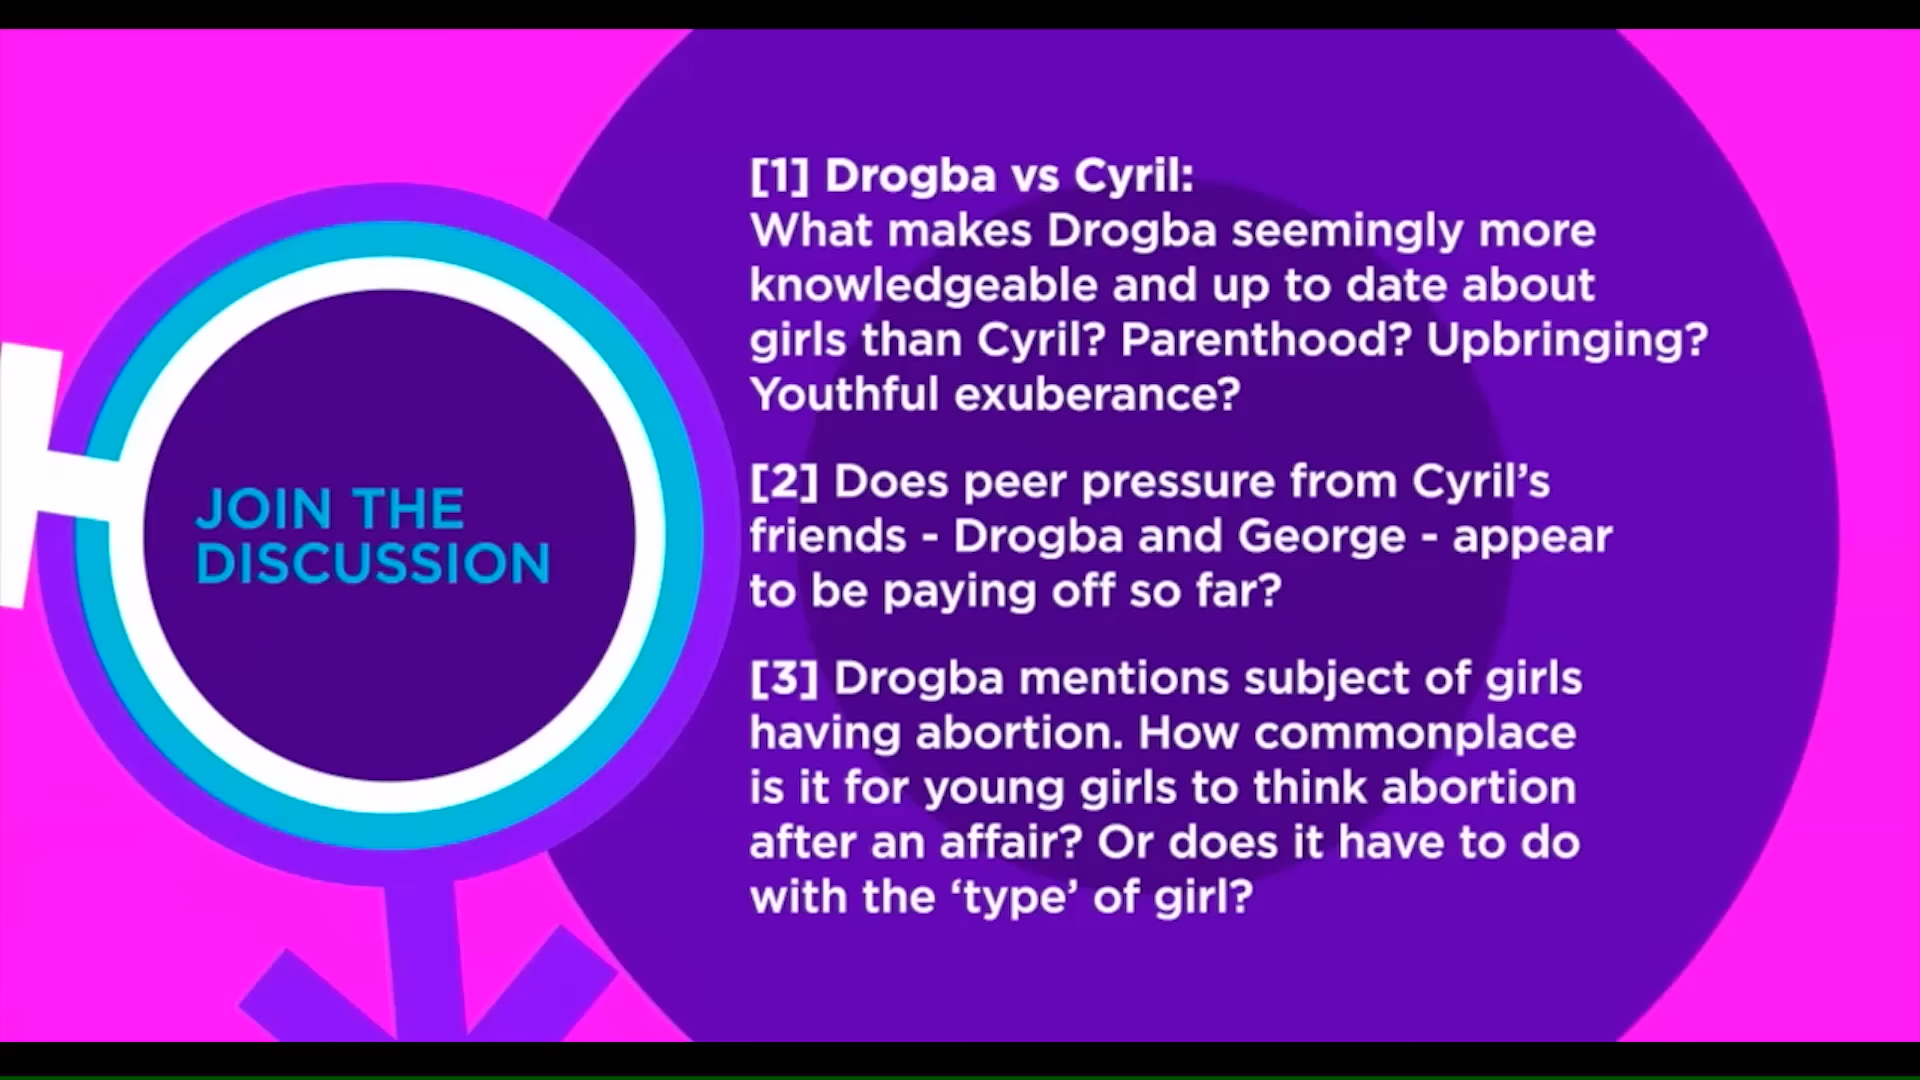 JOIN THE
DISCUSSION
[1] Drogba vs Cyril:
What makes Drogba seemingly more
knowledgeable and up to date about
girls than Cyril? Parenthood? Upbringing?
Youthful exuberance?
[2] Does peer pressure from Cyril’s
friends - Drogba and George - appear
to be paying off so far?
[3] Drogba mentions subject of girls
having abortion. How commonplace
is it for young girls to think abortion
after an affair? Or does it have to do
with the ‘type’ of girl?